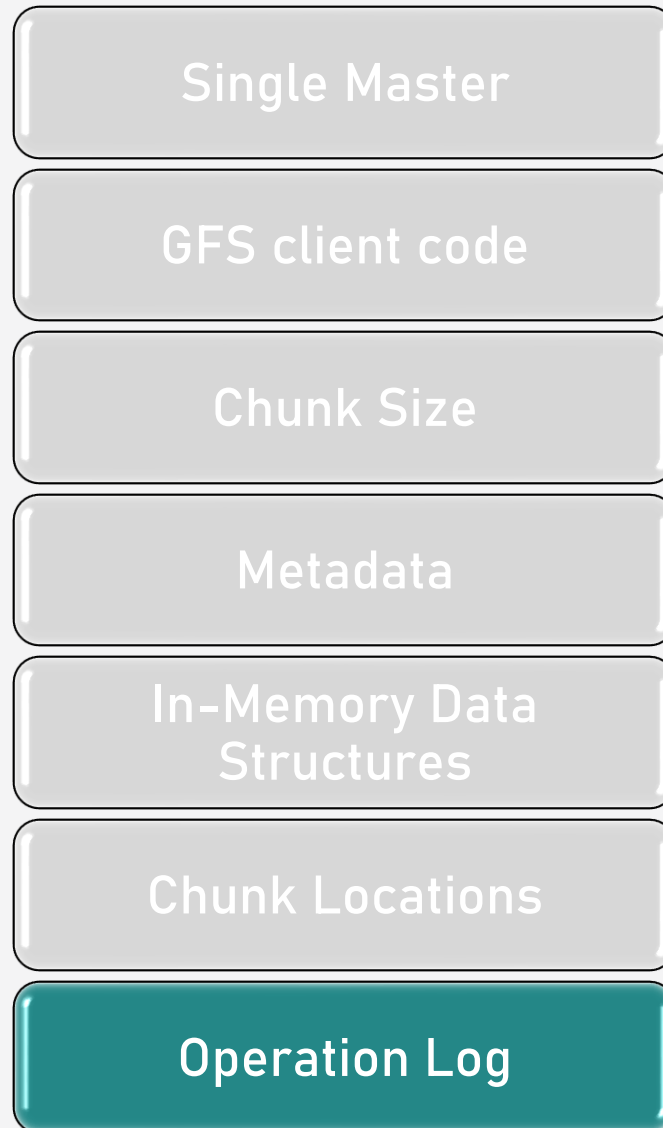 Single Master
GFS client code
Chunk Size
Metadata
In-Memory Data
Structures
Chunk Locations
Operation Log